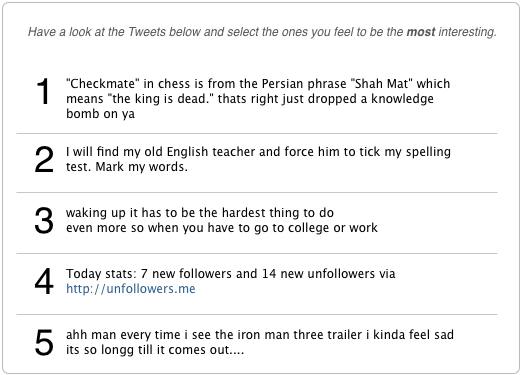 Have a look at the Tweets below and select the ones you feel to be the most interesting.
1 "Checkmate" in chess is from the Persian phrase "Shah Mat" which
means "the king is dead." thats right just dropped a knowledge
bomb on ya
2 I will find my old English teacher and force him to tick my spelling
test. Mark my words.
3 waking up it has to be the hardest thing to do
even more so when you have to go to college or work
4 Today stats: 7 new followers and 14 new unfollowers via
http://unfollowers.me
5 ahh man every time i see the iron man three trailer i kinda feel sad
its so longg till it comes out....